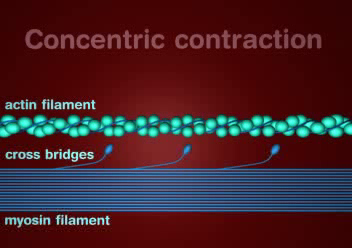 Concentric contraction
actin filament
cross bridges
myosin filament